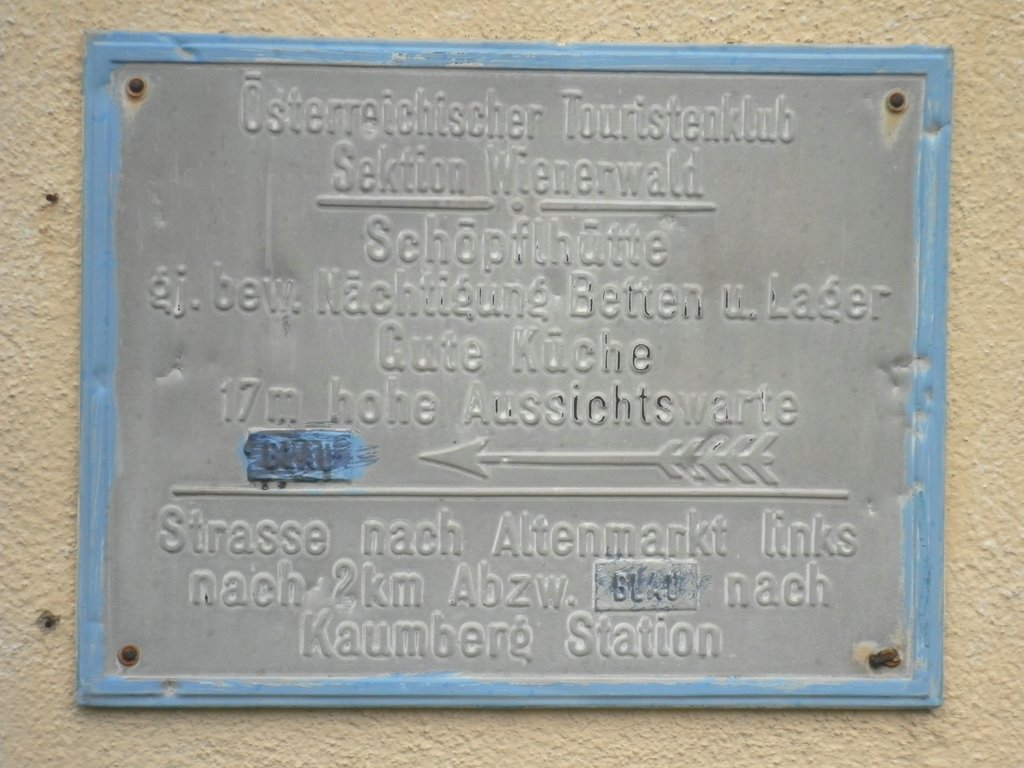 Österreichischer Touristenklub
Sektion Wienerwald
Schöpflhütte
gj. bew. Nächtigung Betten u. Lager
Gute Küche
17m hohe Aussichtswarte
BLAU
Strasse nach Altenmarkt links
nach 2km Abzw. BLAU nach
Kaumberg Station